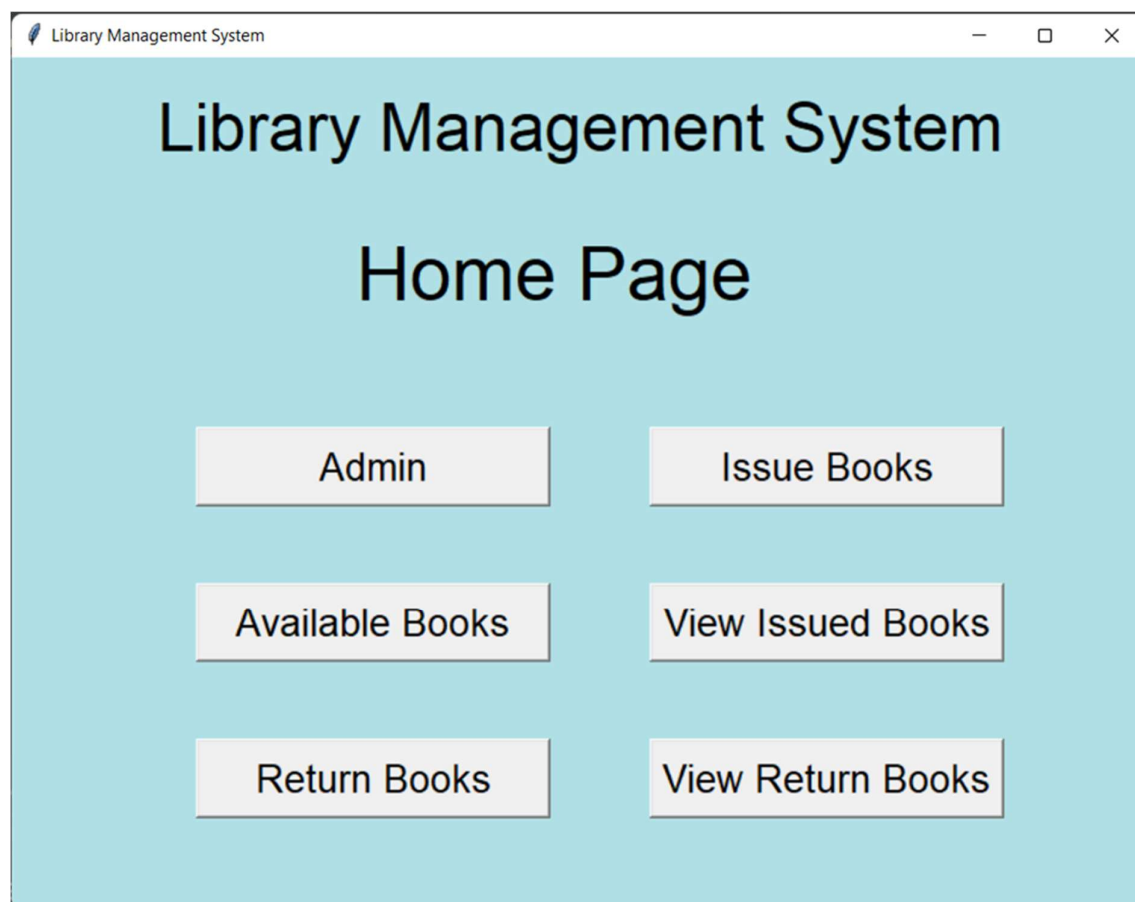 Library Management System
Library Management System
Home Page
Admin
Issue Books
Available Books
View Issued Books
Return Books
View Return Books